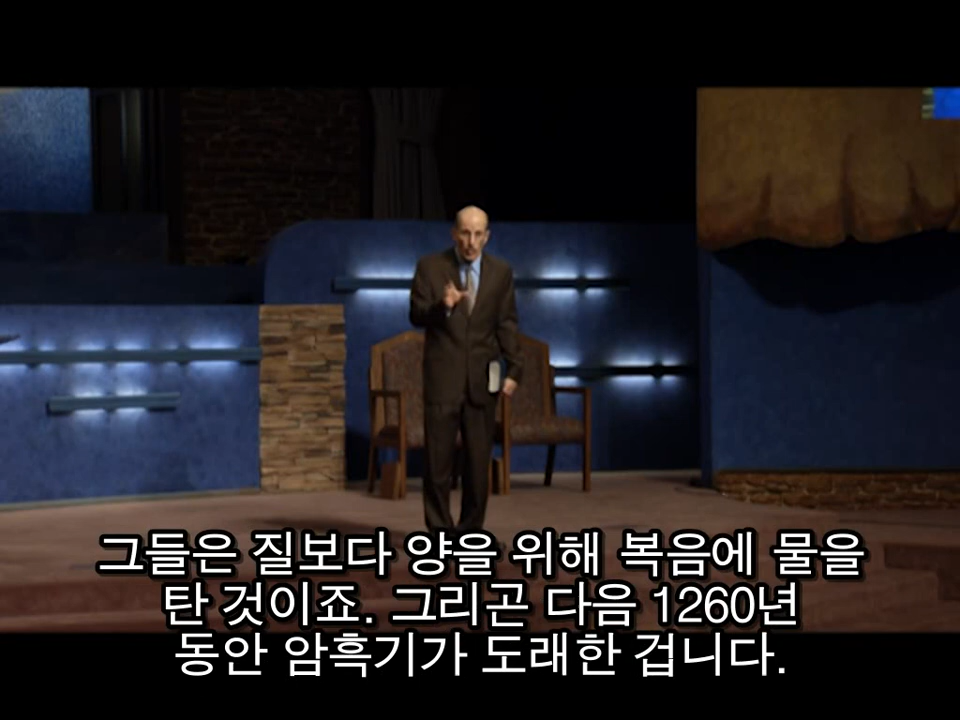 그들은 질보다 양을 위해 복음에 물을
탄 것이죠. 그리곤 다음 1260년
동안 암흑기가 도래한 겁니다.